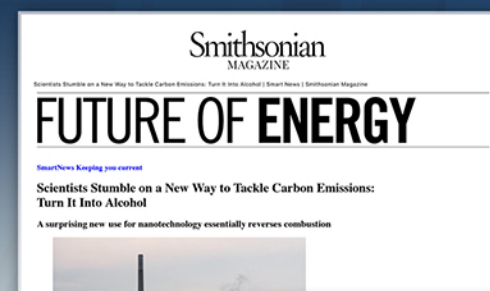 Smithsonian
MAGAZINE
Scientists Stumble on a New Way to Tackle Carbon Emissions: Turn It Into Alcohol | Smart News | Smithsonian Magazine
FUTURE OF ENERGY
SmartNews Keeping you current
Scientists Stumble on a New Way to Tackle Carbon Emissions:
Turn It Into Alcohol
A surprising new use for nanotechnology essentially reverses combustion